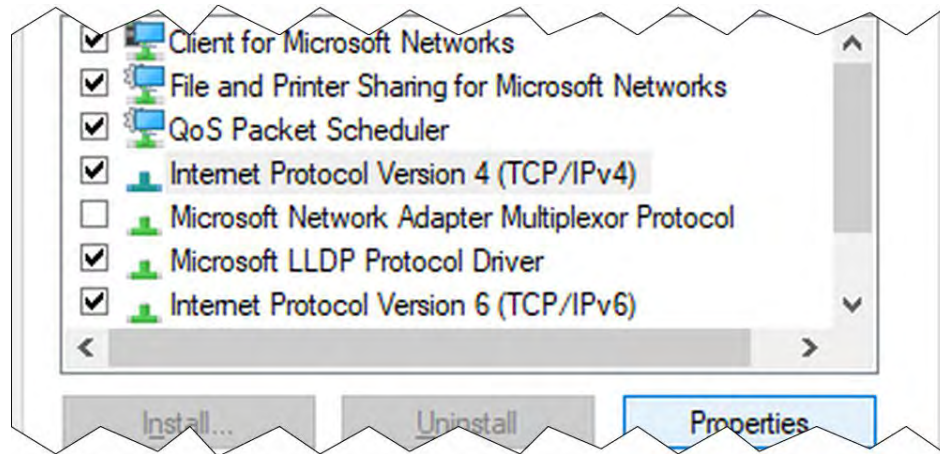 Client for Microsoft Networks
File and Printer Sharing for Microsoft Networks
QoS Packet Scheduler
Internet Protocol Version 4 (TCP/IPv4)
Microsoft Network Adapter Multiplexor Protocol
Microsoft LLDP Protocol Driver
Internet Protocol Version 6 (TCP/IPv6)
Install... Uninstall Properties